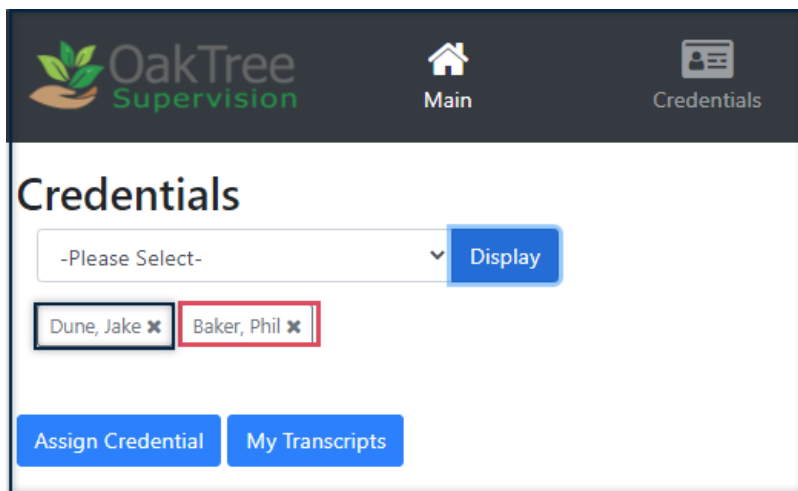 OakTree
Supervision
Main
Credentials
Credentials
-Please Select-
Display
Dune, Jake ✖ Baker, Phil ✖
Assign Credential
My Transcripts